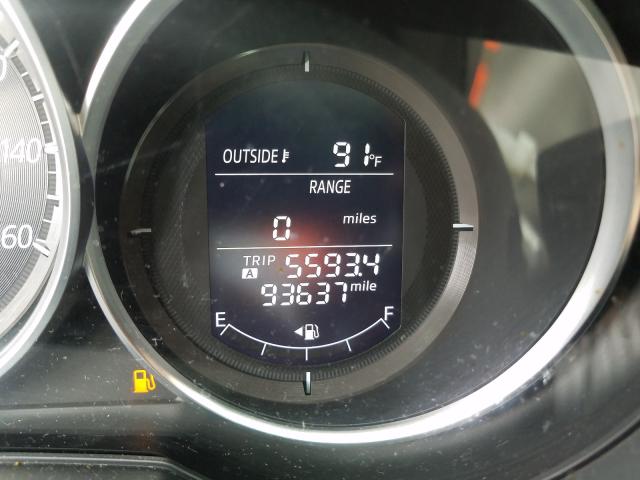 OUTSIDE 91°F
RANGE
0 miles
TRIP A 5593.4
93637 mile
E F
140
60